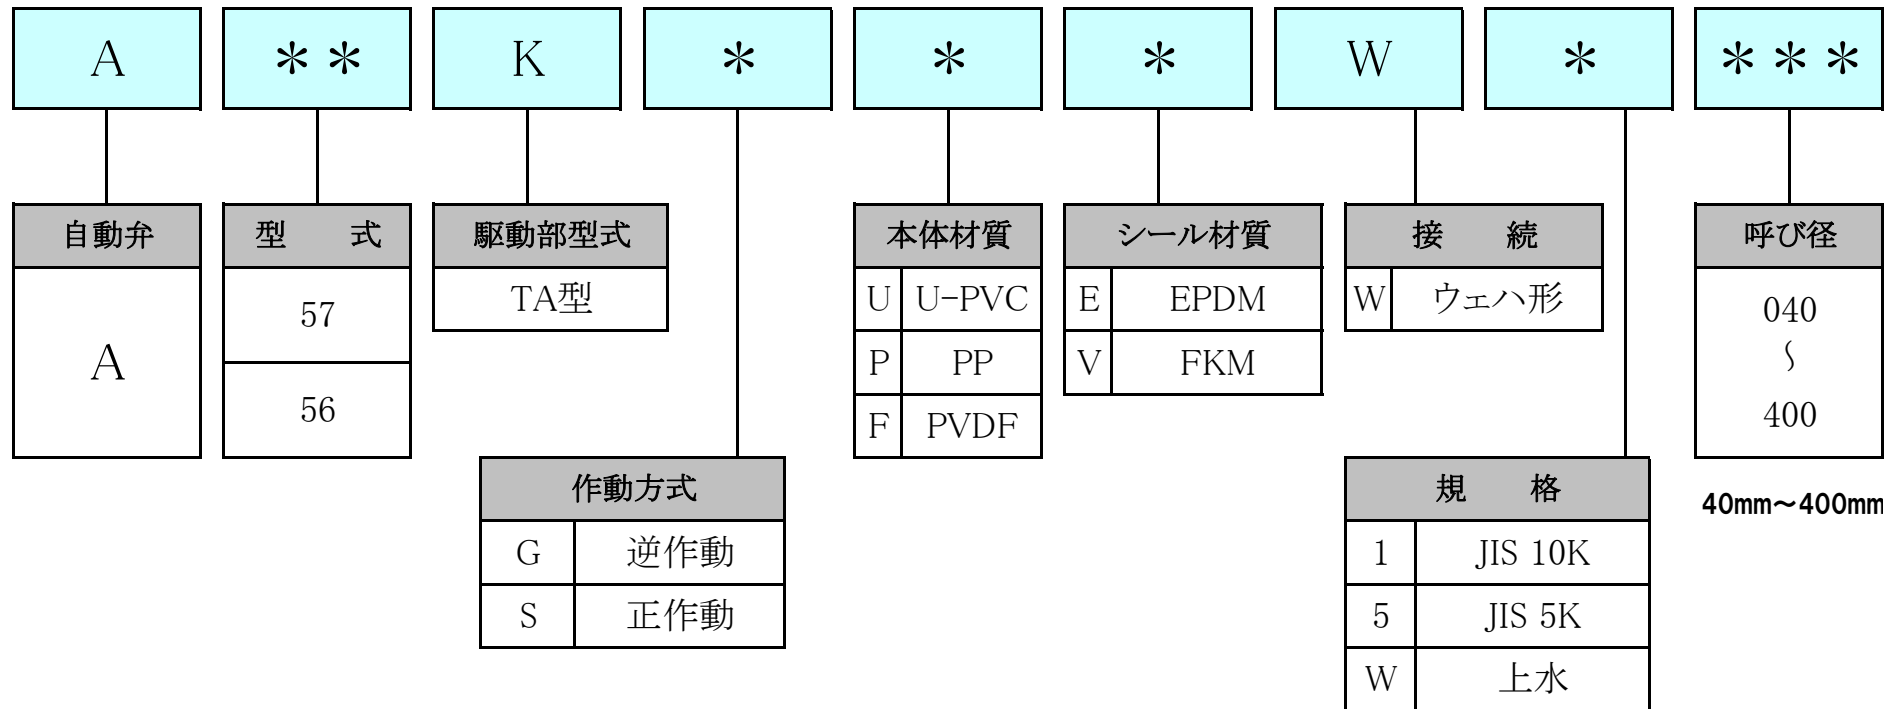 A ** K * * * W * ***
自動弁 型 式 駆動部型式 本体材質 シール材質 接 続 呼び径
A
57
56
TA型
U U-PVC
P PP
F PVDF
E EPDM
V FKM
W ウェハ形
040
～
400
40mm～400mm
作動方式
G 逆作動
S 正作動
規 格
1 JIS 10K
5 JIS 5K
W 上水